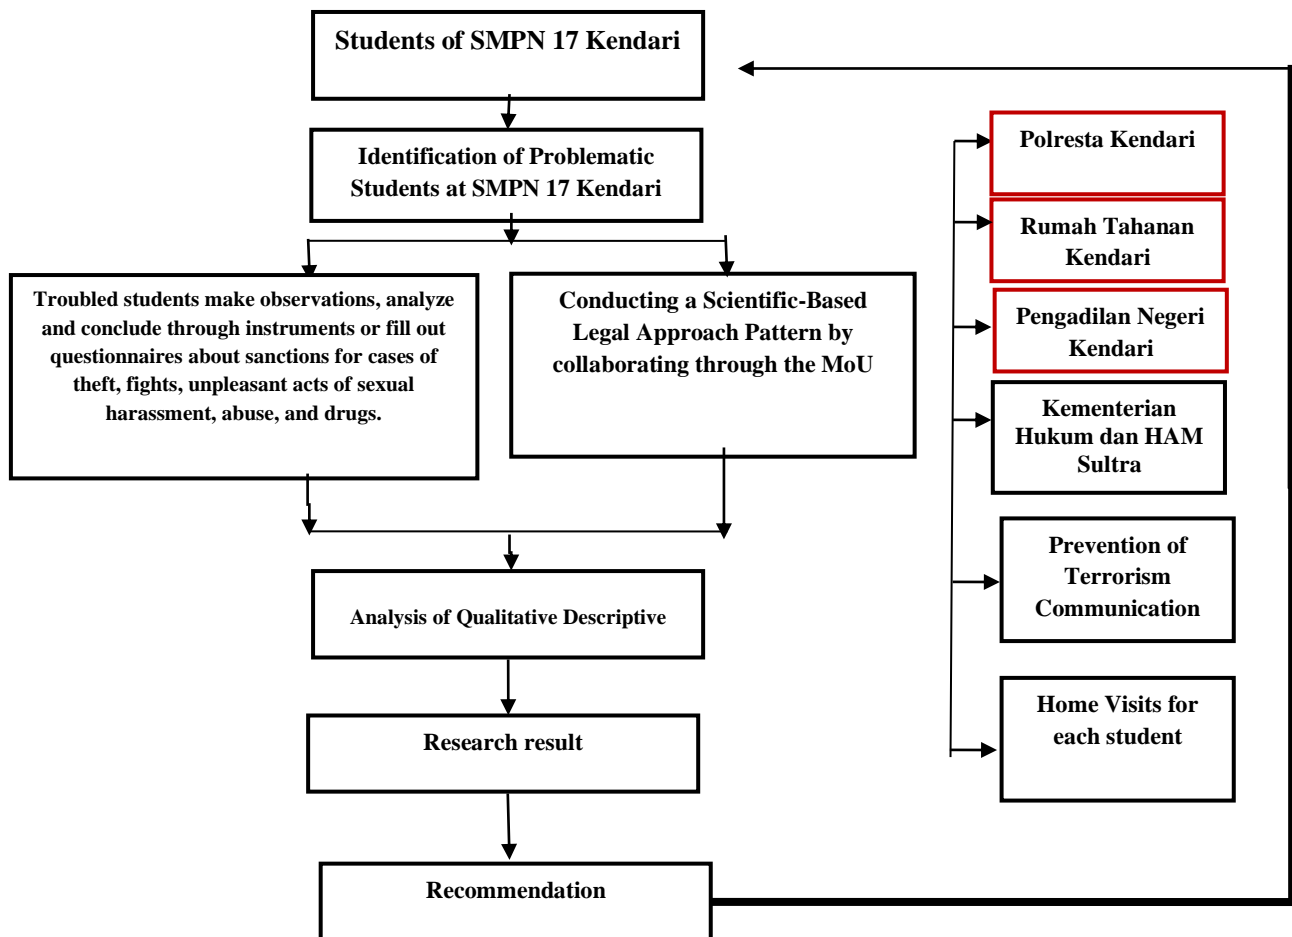 Students of SMPN 17 Kendari
Identification of Problematic
Students at SMPN 17 Kendari
Troubled students make observations, analyze
and conclude through instruments or fill out
questionnaires about sanctions for cases of
theft, fights, unpleasant acts of sexual
harassment, abuse, and drugs.
Conducting a Scientific-Based
Legal Approach Pattern by
collaborating through the MoU
Analysis of Qualitative Descriptive
Research result
Recommendation
Polresta Kendari
Rumah Tahanan
Kendari
Pengadilan Negeri
Kendari
Kementerian
Hukum dan HAM
Sultra
Prevention of
Terrorism
Communication
Home Visits for
each student